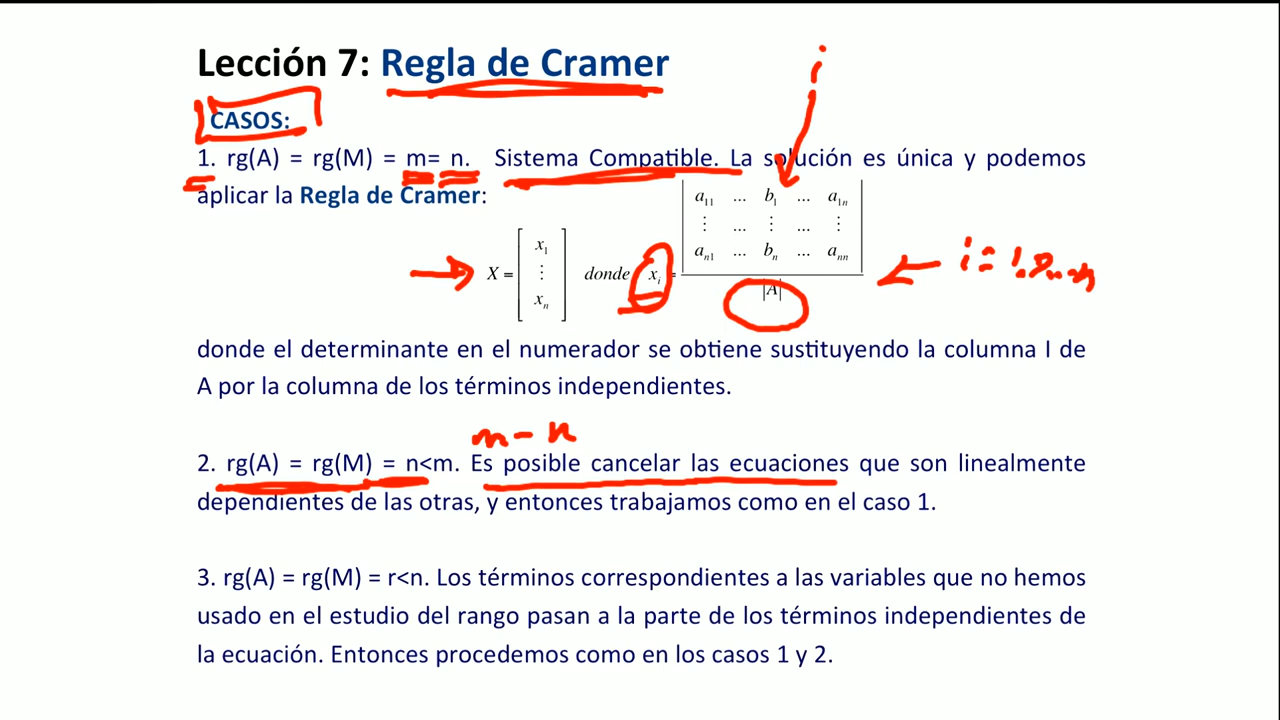 Lección 7: Regla de Cramer
i
CASOS:
1. rg(A) = rg(M) = m= n. Sistema Compatible. La solución es única y podemos
aplicar la Regla de Cramer:
X = [ x1 ⋮ xn ] donde xi = | a11 ... b1 ... a1n ⋮ ... ⋮ ... ⋮ an1 ... bn ... ann | / |A|
i =
donde el determinante en el numerador se obtiene sustituyendo la columna I de
A por la columna de los términos independientes.
m - n
2. rg(A) = rg(M) = n<m. Es posible cancelar las ecuaciones que son linealmente
dependientes de las otras, y entonces trabajamos como en el caso 1.
3. rg(A) = rg(M) = r<n. Los términos correspondientes a las variables que no hemos
usado en el estudio del rango pasan a la parte de los términos independientes de
la ecuación. Entonces procedemos como en los casos 1 y 2.